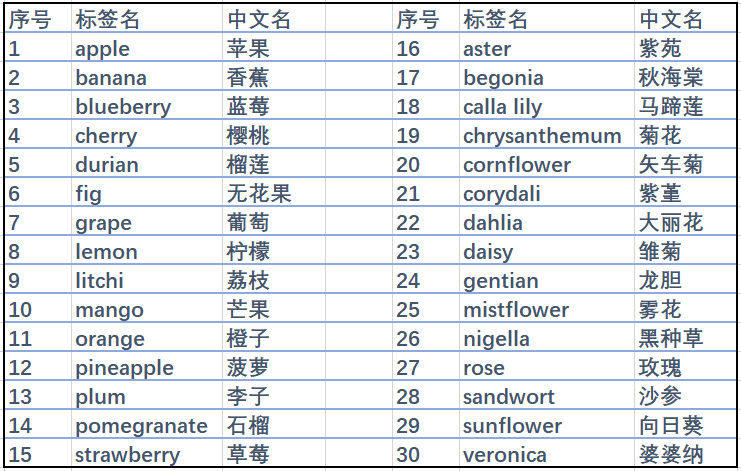 序号 标签名 中文名 序号 标签名 中文名
1 apple 苹果 16 aster 紫苑
2 banana 香蕉 17 begonia 秋海棠
3 blueberry 蓝莓 18 calla lily 马蹄莲
4 cherry 樱桃 19 chrysanthemum 菊花
5 durian 榴莲 20 cornflower 矢车菊
6 fig 无花果 21 corydali 紫堇
7 grape 葡萄 22 dahlia 大丽花
8 lemon 柠檬 23 daisy 雏菊
9 litchi 荔枝 24 gentian 龙胆
10 mango 芒果 25 mistflower 雾花
11 orange 橙子 26 nigella 黑种草
12 pineapple 菠萝 27 rose 玫瑰
13 plum 李子 28 sandwort 沙参
14 pomegranate 石榴 29 sunflower 向日葵
15 strawberry 草莓 30 veronica 婆婆纳